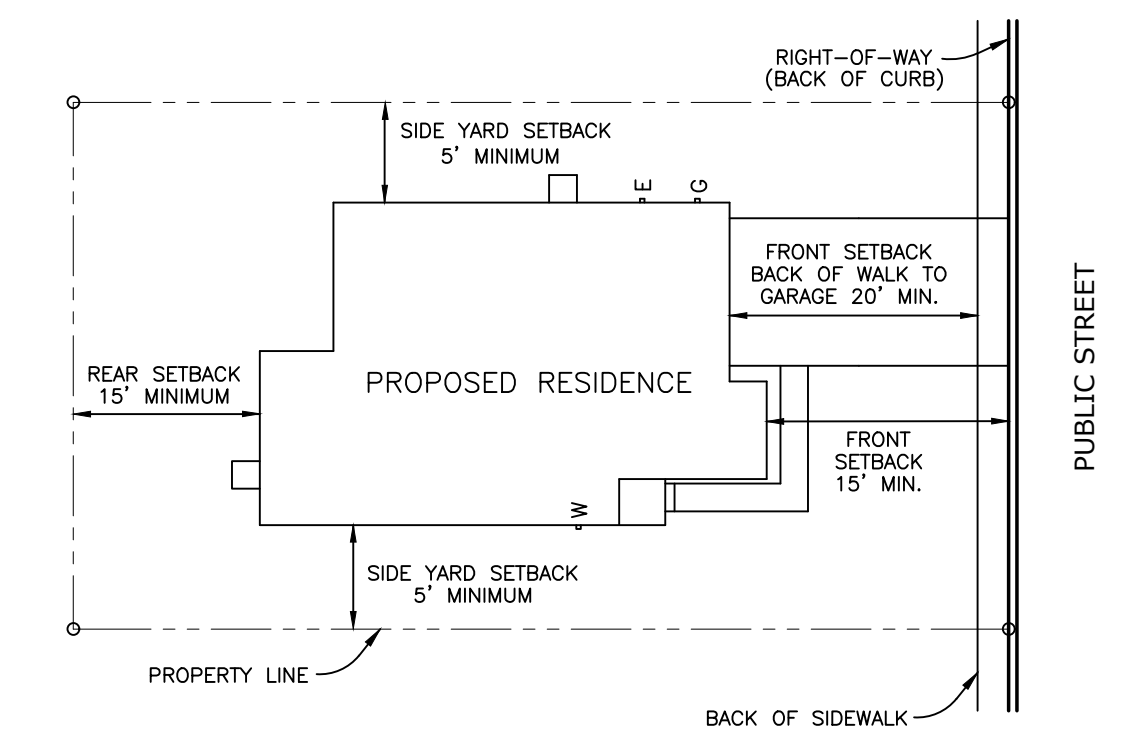 RIGHT-OF-WAY
(BACK OF CURB)
SIDE YARD SETBACK
5' MINIMUM
E
G
FRONT SETBACK
BACK OF WALK TO
GARAGE 20' MIN.
PUBLIC STREET
REAR SETBACK
15' MINIMUM
PROPOSED RESIDENCE
FRONT
SETBACK
15' MIN.
W
SIDE YARD SETBACK
5' MINIMUM
PROPERTY LINE
BACK OF SIDEWALK